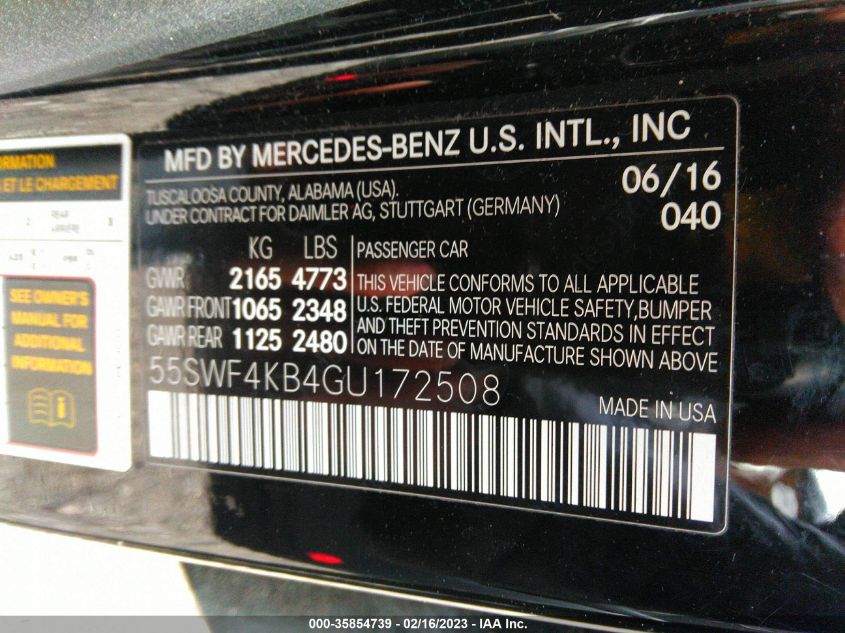 MFD BY MERCEDES-BENZ U.S. INTL., INC
TUSCALOOSA COUNTY, ALABAMA (USA). 06/16
UNDER CONTRACT FOR DAIMLER AG, STUTTGART (GERMANY) 040
KG LBS PASSENGER CAR
GVWR 2165 4773 THIS VEHICLE CONFORMS TO ALL APPLICABLE
GAWR FRONT 1065 2348 U.S. FEDERAL MOTOR VEHICLE SAFETY, BUMPER
GAWR REAR 1125 2480 AND THEFT PREVENTION STANDARDS IN EFFECT
ON THE DATE OF MANUFACTURE SHOWN ABOVE
55SWF4KB4GU172508
MADE IN USA
ET LE CHARGEMENT
SEE OWNER'S
MANUAL FOR
ADDITIONAL
INFORMATION
000-35854739 - 02/16/2023 - IAA Inc.